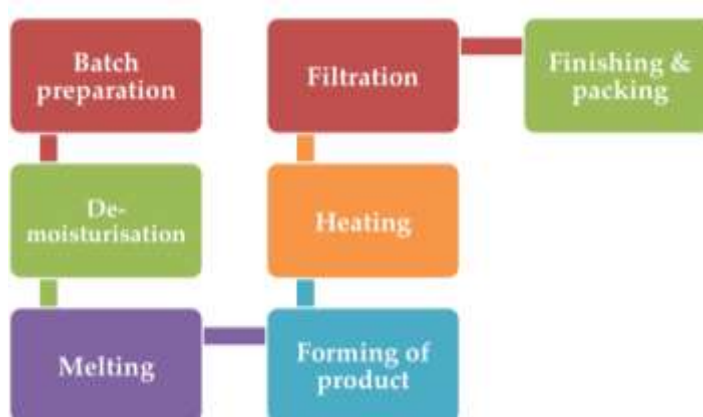 Batch
preparation
De-
moisturisation
Melting
Forming of
product
Heating
Filtration
Finishing &
packing